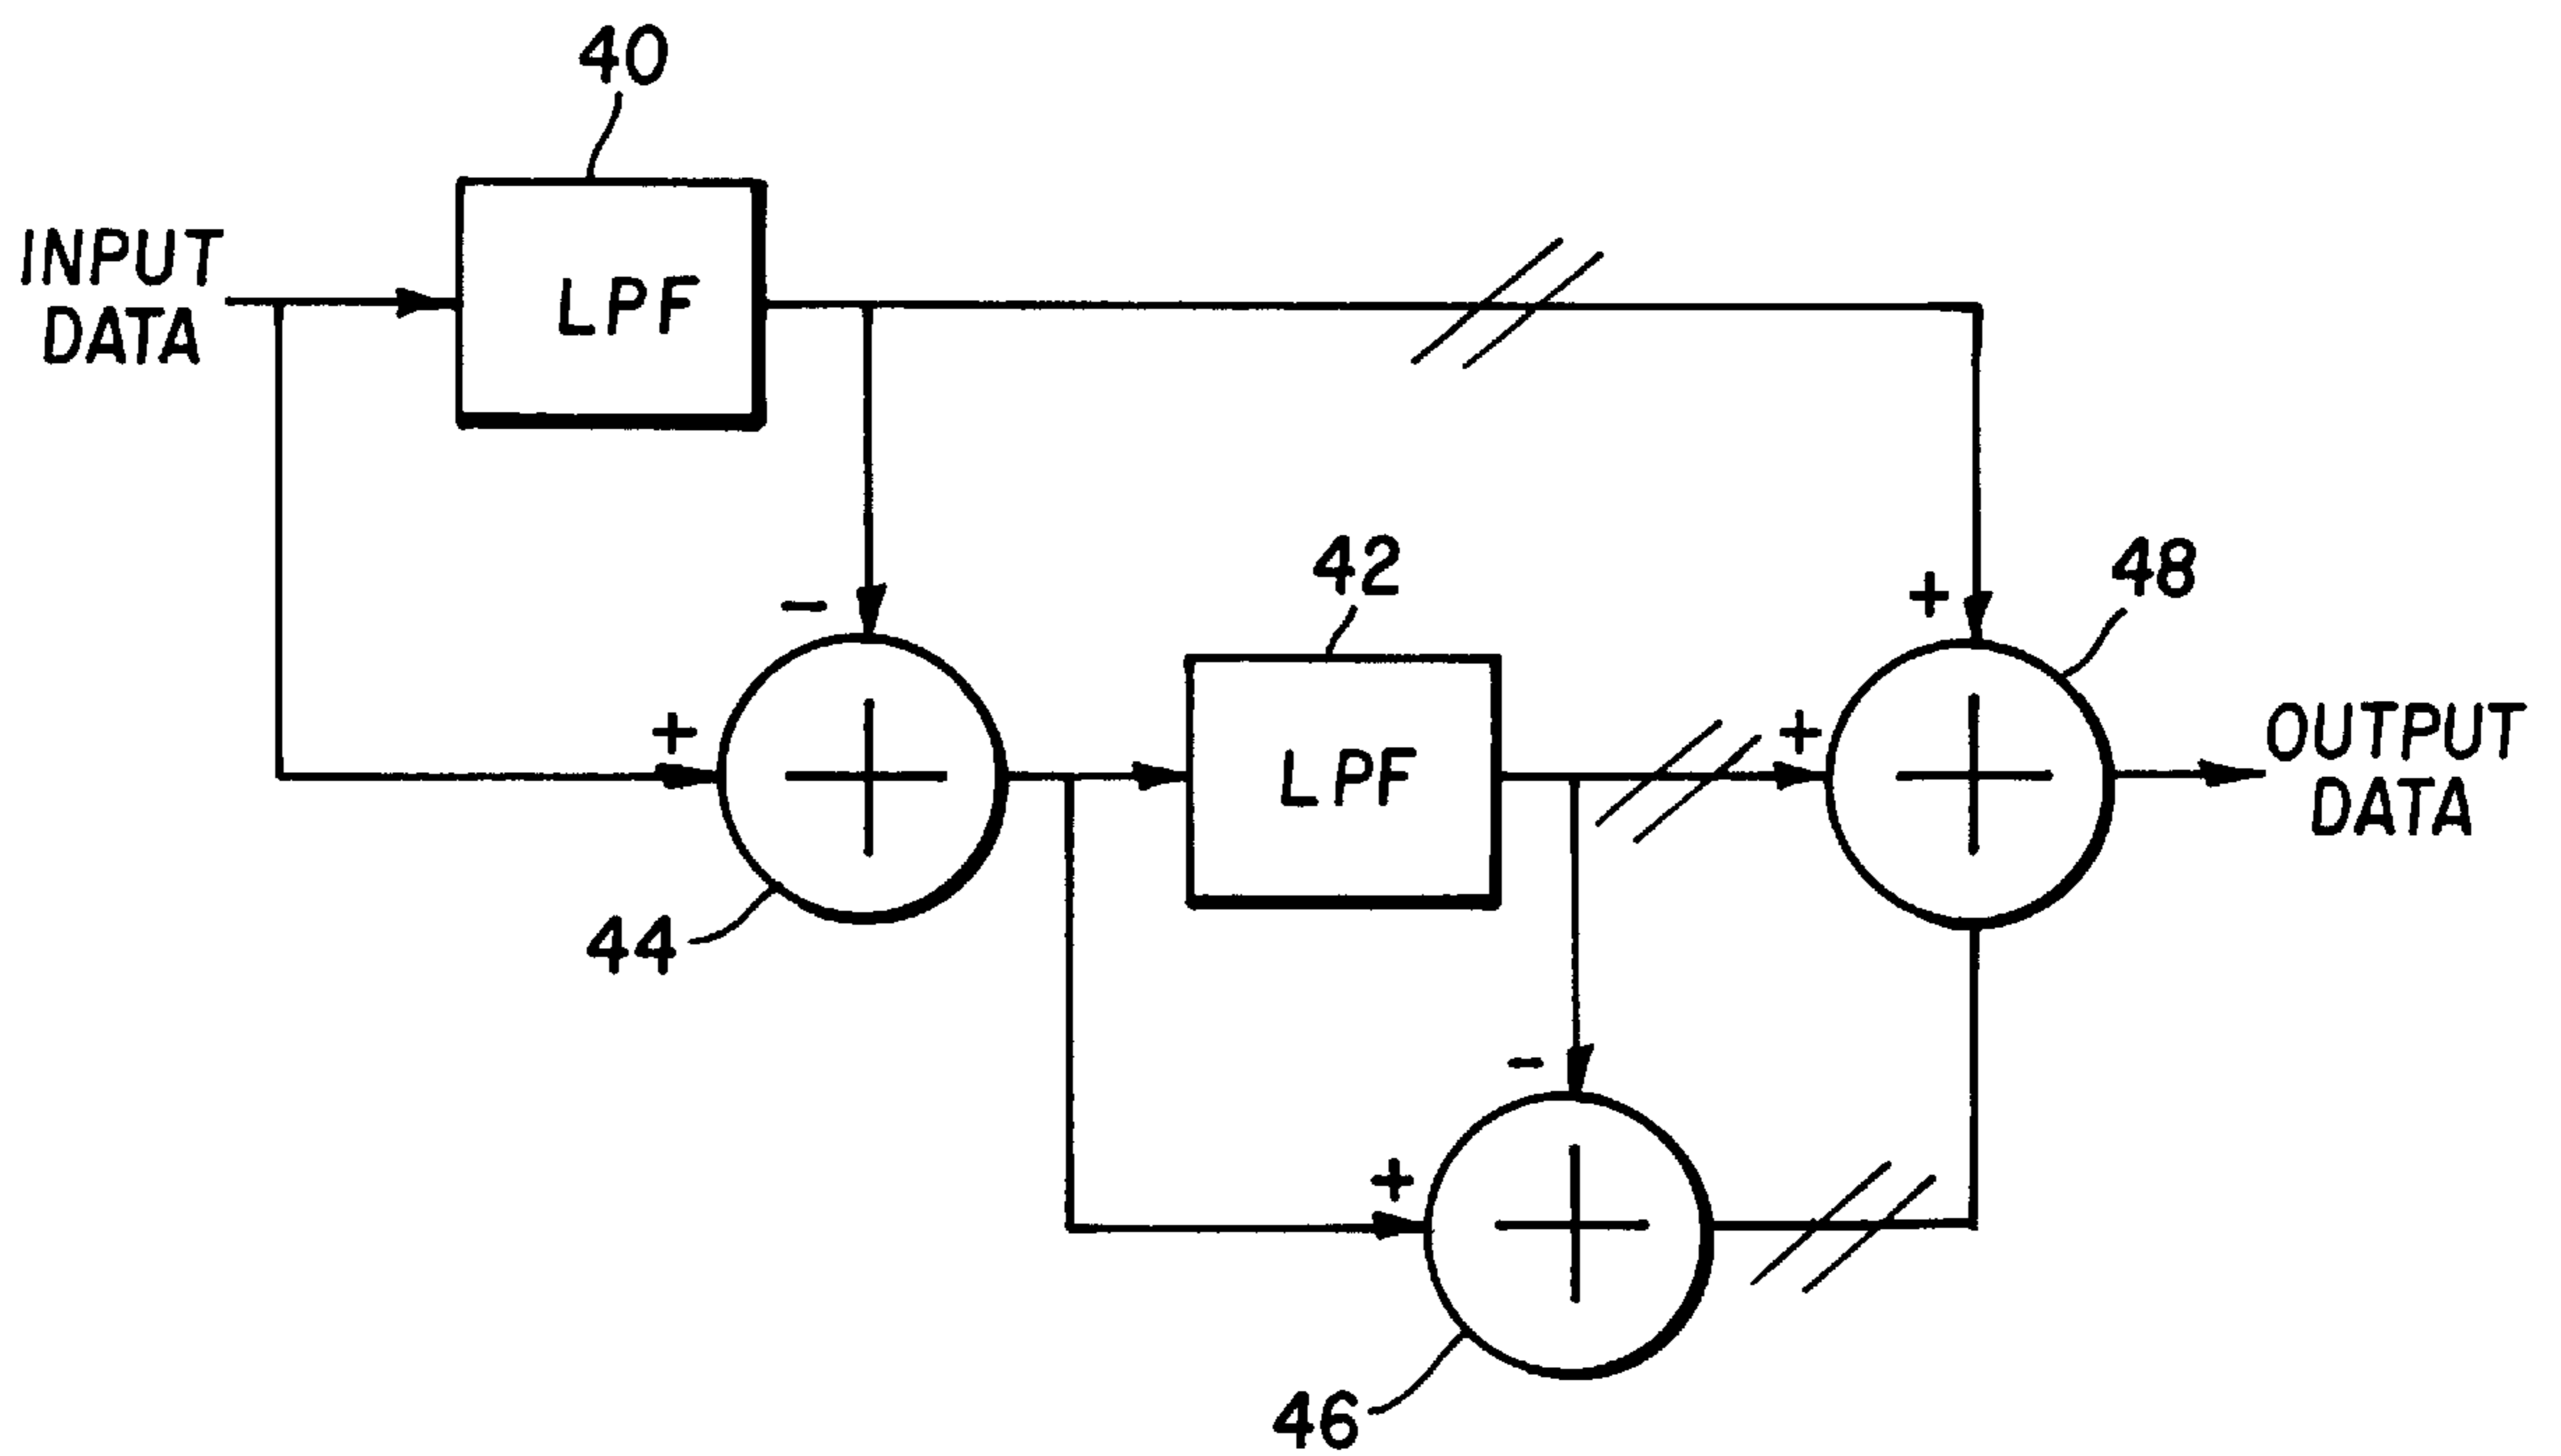 40
INPUT
DATA
LPF
-
42
+
48
+
LPF
+
OUTPUT
DATA
44
-
+
46